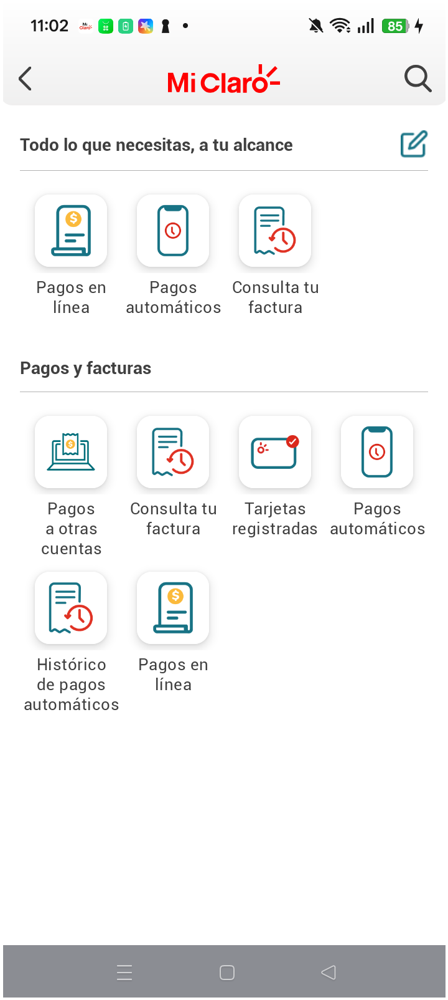 11:02
Mi Claro
85
Mi Claro
Todo lo que necesitas, a tu alcance
Pagos en
línea
Pagos
automáticos
Consulta tu
factura
Pagos y facturas
Pagos
a otras
cuentas
Consulta tu
factura
Tarjetas
registradas
Pagos
automáticos
Histórico
de pagos
automáticos
Pagos en
línea